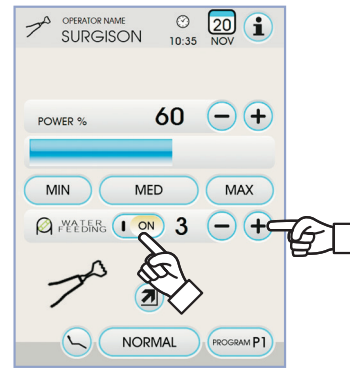 OPERATOR NAME
SURGISON
10:35
20
NOV
i
POWER %
60
− +
MIN MED MAX
WATER FEEDING
I ON
3
− +
NORMAL
PROGRAM P1